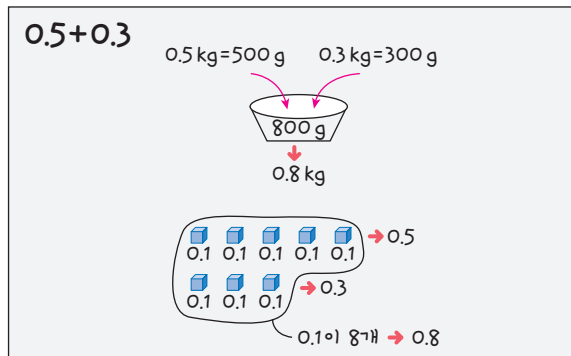 0.5+0.3
0.5 kg=500 g 0.3 kg=300 g
800 g
0.8 kg
0.1 0.1 0.1 0.1 0.1 → 0.5
0.1 0.1 0.1 → 0.3
0.1이 8개 → 0.8